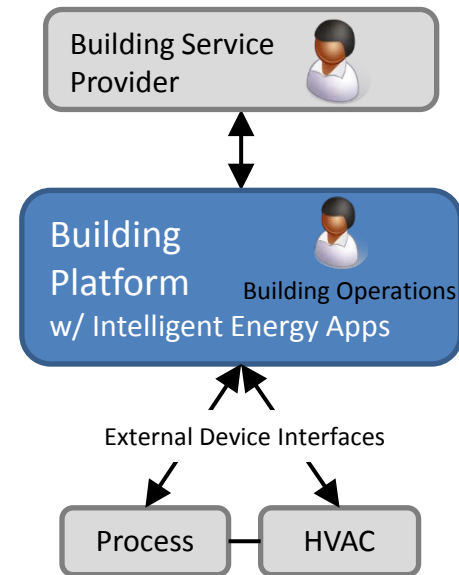 Building Service
Provider
Building
Platform
Building Operations
w/ Intelligent Energy Apps
External Device Interfaces
Process
HVAC